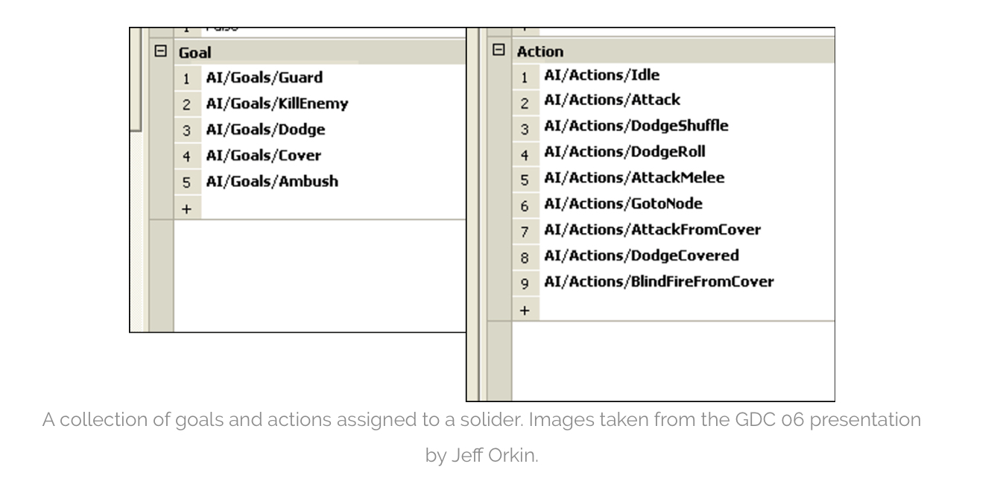 Goal
1 AI/Goals/Guard
2 AI/Goals/KillEnemy
3 AI/Goals/Dodge
4 AI/Goals/Cover
5 AI/Goals/Ambush
+
Action
1 AI/Actions/Idle
2 AI/Actions/Attack
3 AI/Actions/DodgeShuffle
4 AI/Actions/DodgeRoll
5 AI/Actions/AttackMelee
6 AI/Actions/GotoNode
7 AI/Actions/AttackFromCover
8 AI/Actions/DodgeCovered
9 AI/Actions/BlindFireFromCover
+
A collection of goals and actions assigned to a solider. Images taken from the GDC 06 presentation
by Jeff Orkin.